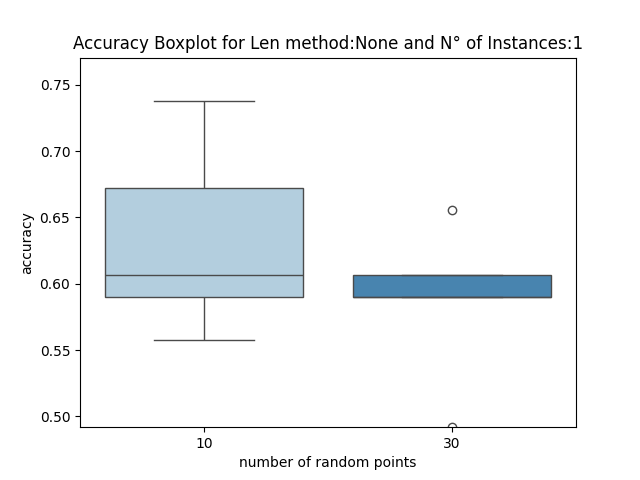 Accuracy Boxplot for Len method:None and N° of Instances:1
0.75
0.70
0.65
0.60
0.55
0.50
accuracy
10 30
number of random points